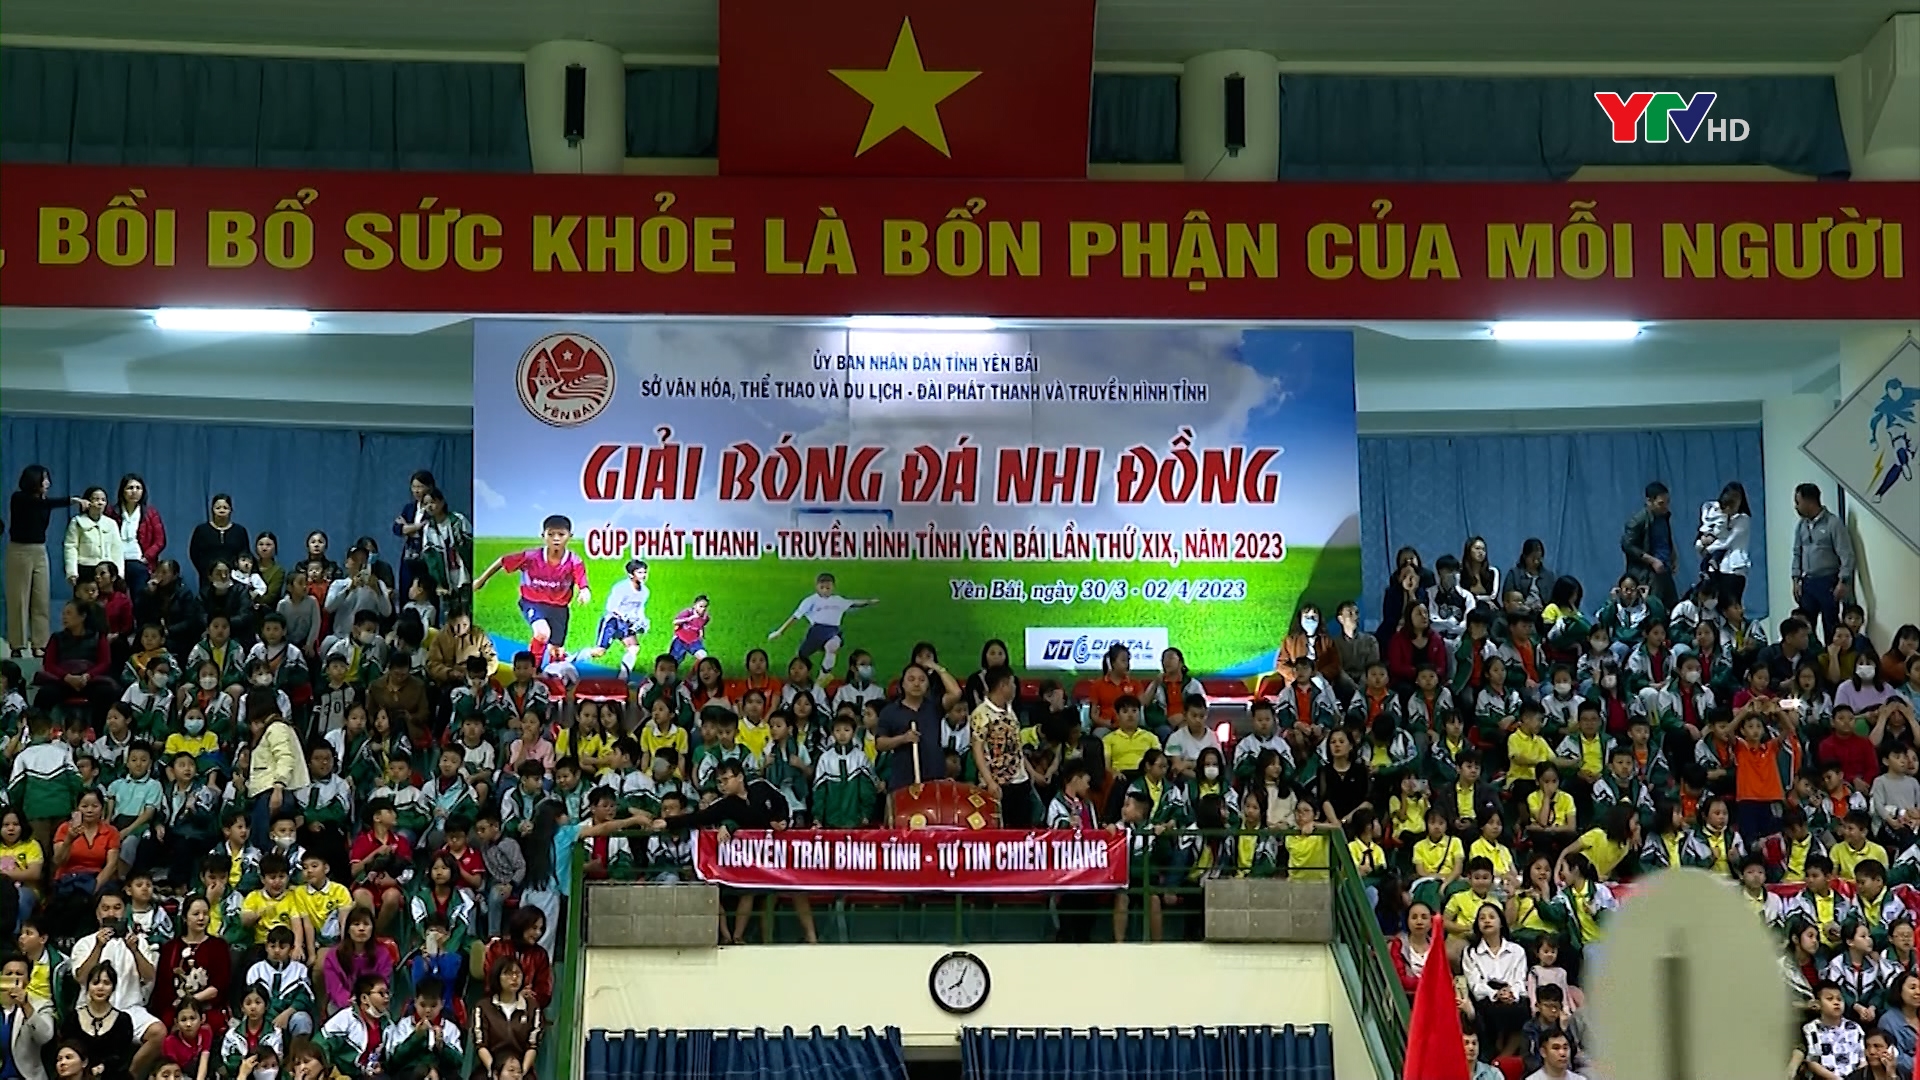 YTV HD
, BỒI BỔ SỨC KHỎE LÀ BỔN PHẬN CỦA MỖI NGƯỜI
YÊN BÁI
ỦY BAN NHÂN DÂN TỈNH YÊN BÁI
SỞ VĂN HÓA, THỂ THAO VÀ DU LỊCH - ĐÀI PHÁT THANH VÀ TRUYỀN HÌNH TỈNH
GIẢI BÓNG ĐÁ NHI ĐỒNG
CÚP PHÁT THANH - TRUYỀN HÌNH TỈNH YÊN BÁI LẦN THỨ XIX, NĂM 2023
Yên Bái, ngày 30/3 - 02/4/2023
VTC DIGITAL
NGUYỄN TRÃI BÌNH TĨNH - TỰ TIN CHIẾN THẮNG